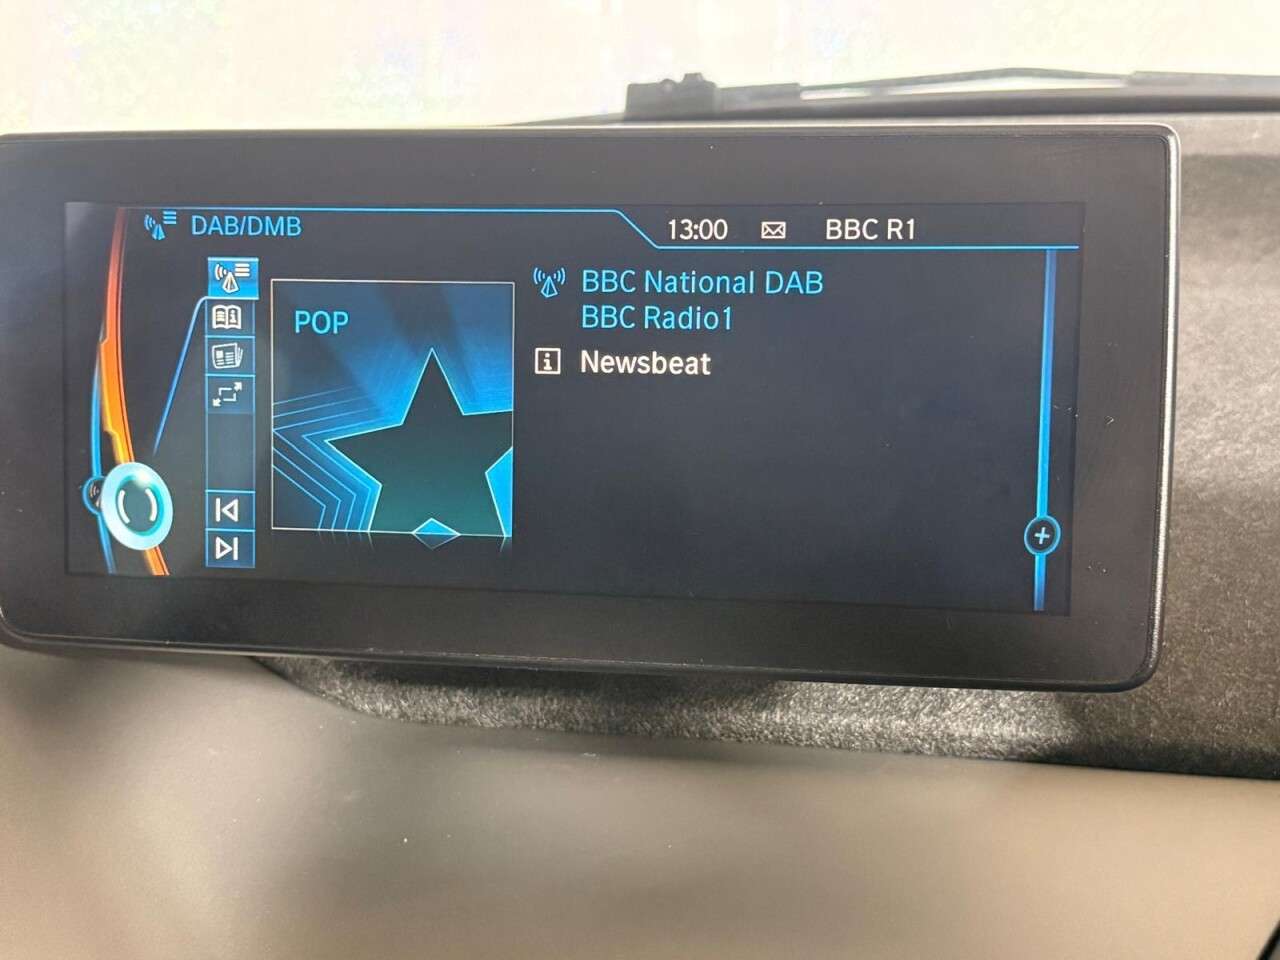 DAB/DMB
13:00
BBC R1
POP
BBC National DAB
BBC Radio1
Newsbeat